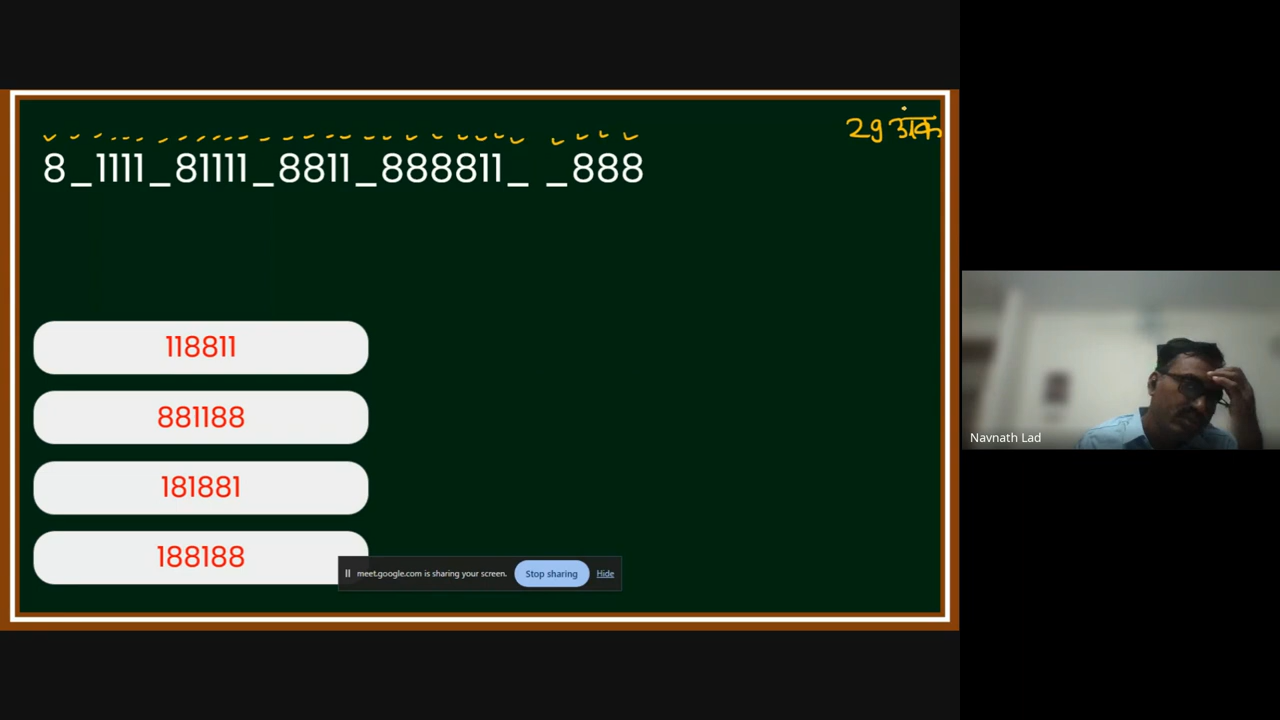 29 अंक
8_1111_81111_8811_888811_ _888
118811
881188
181881
188188
meet.google.com is sharing your screen. Stop sharing Hide
Navnath Lad